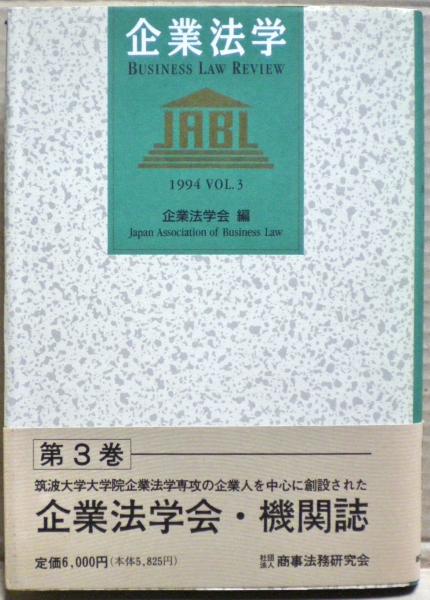 企業法学
BUSINESS LAW REVIEW
JABL
1994 VOL.3
企業法学会 編
Japan Association of Business Law
第3巻
筑波大学大学院企業法学専攻の企業人を中心に創設された
企業法学会・機関誌
定価6,000円(本体5,825円)
社団法人 商事法務研究会